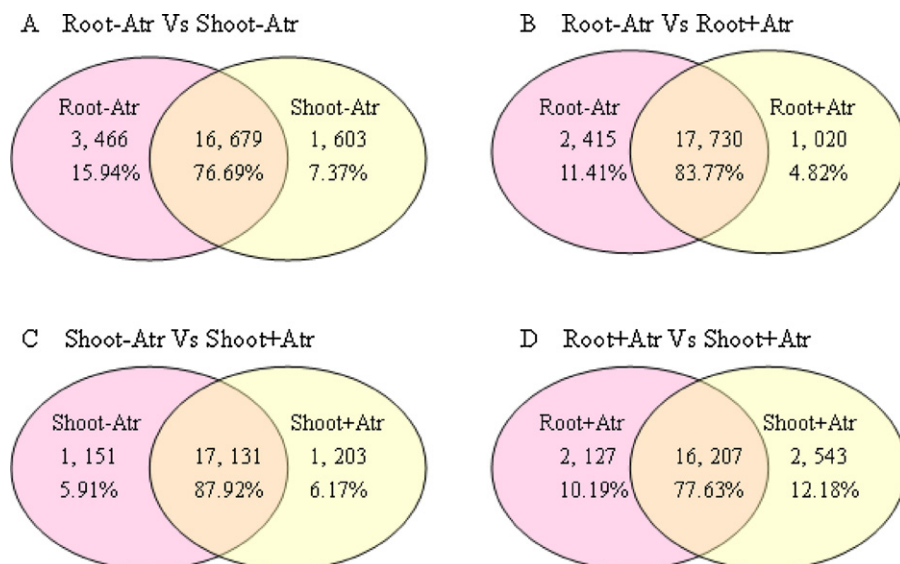 A Root-Atr Vs Shoot-Atr
Root-Atr
3, 466
15.94%
16, 679
76.69%
Shoot-Atr
1, 603
7.37%
B Root-Atr Vs Root+Atr
Root-Atr
2, 415
11.41%
17, 730
83.77%
Root+Atr
1, 020
4.82%
C Shoot-Atr Vs Shoot+Atr
Shoot-Atr
1, 151
5.91%
17, 131
87.92%
Shoot+Atr
1, 203
6.17%
D Root+Atr Vs Shoot+Atr
Root+Atr
2, 127
10.19%
16, 207
77.63%
Shoot+Atr
2, 543
12.18%